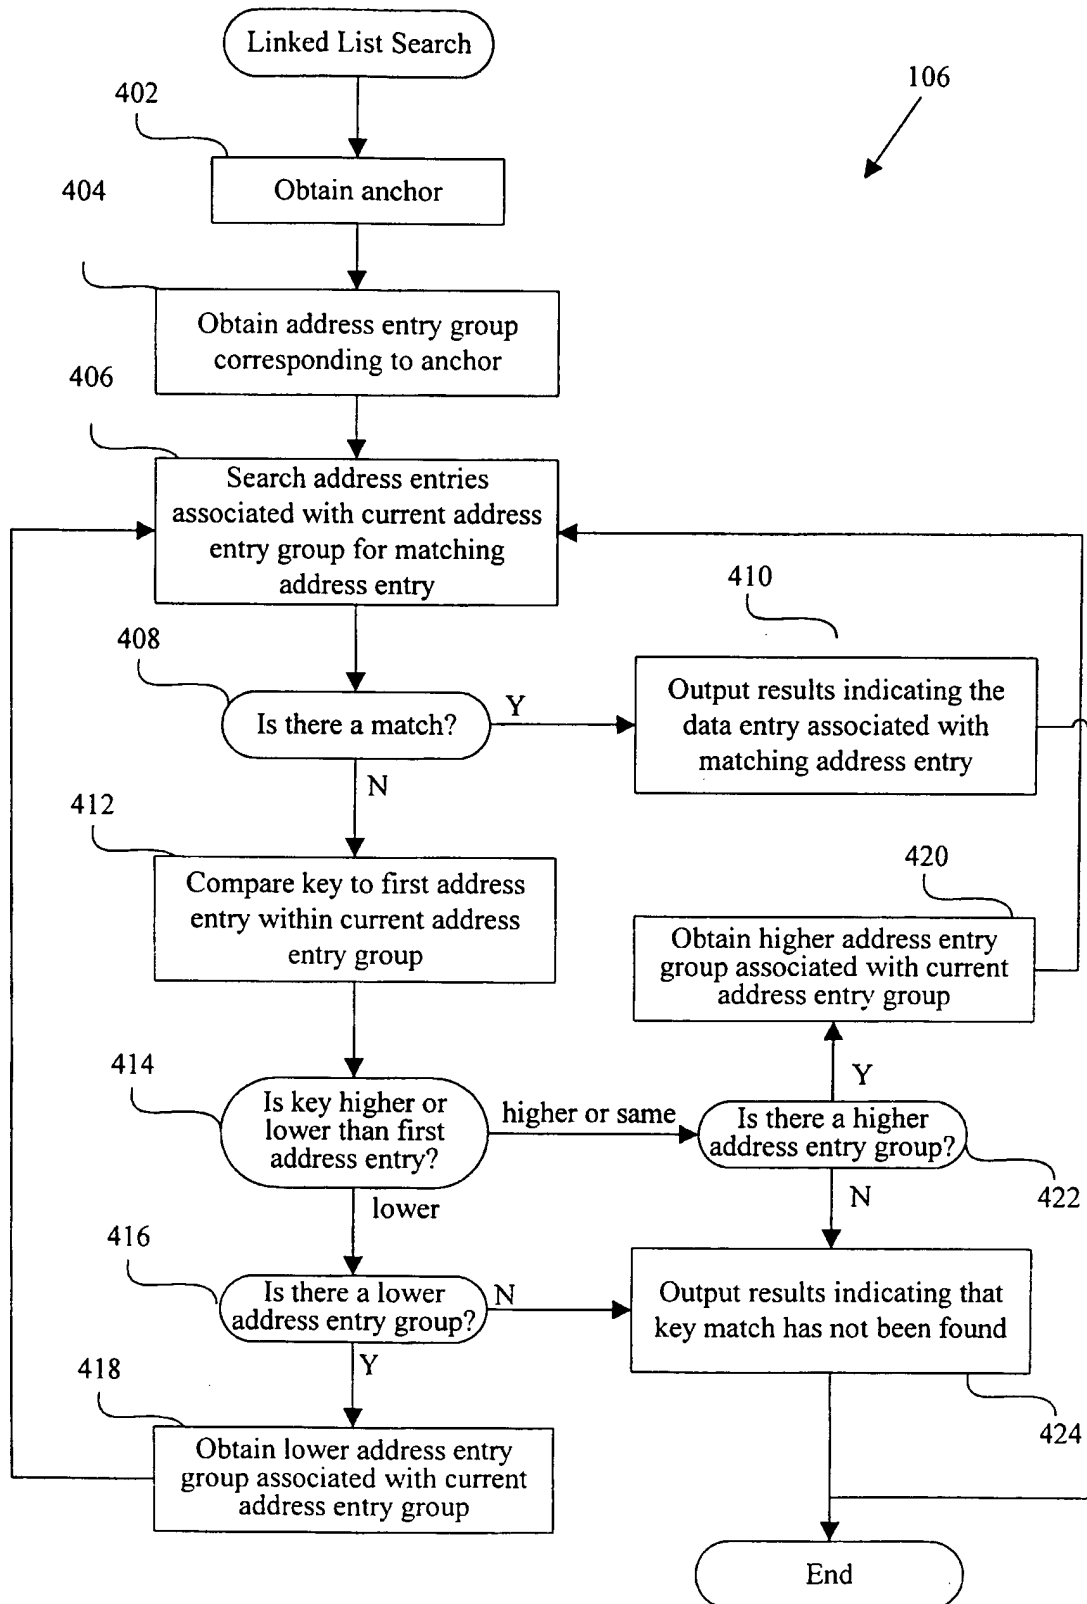 Linked List Search
106
402
Obtain anchor
404
Obtain address entry group
corresponding to anchor
406
Search address entries
associated with current address
entry group for matching
address entry
410
408
Is there a match?
Y
Output results indicating the
data entry associated with
matching address entry
N
412
Compare key to first address
entry within current address
entry group
420
Obtain higher address entry
group associated with current
address entry group
414
Is key higher or
lower than first
address entry?
higher or same
Y
Is there a higher
address entry group?
422
lower
N
416
Is there a lower
address entry group?
N
Output results indicating that
key match has not been found
Y
418
424
Obtain lower address entry
group associated with current
address entry group
End